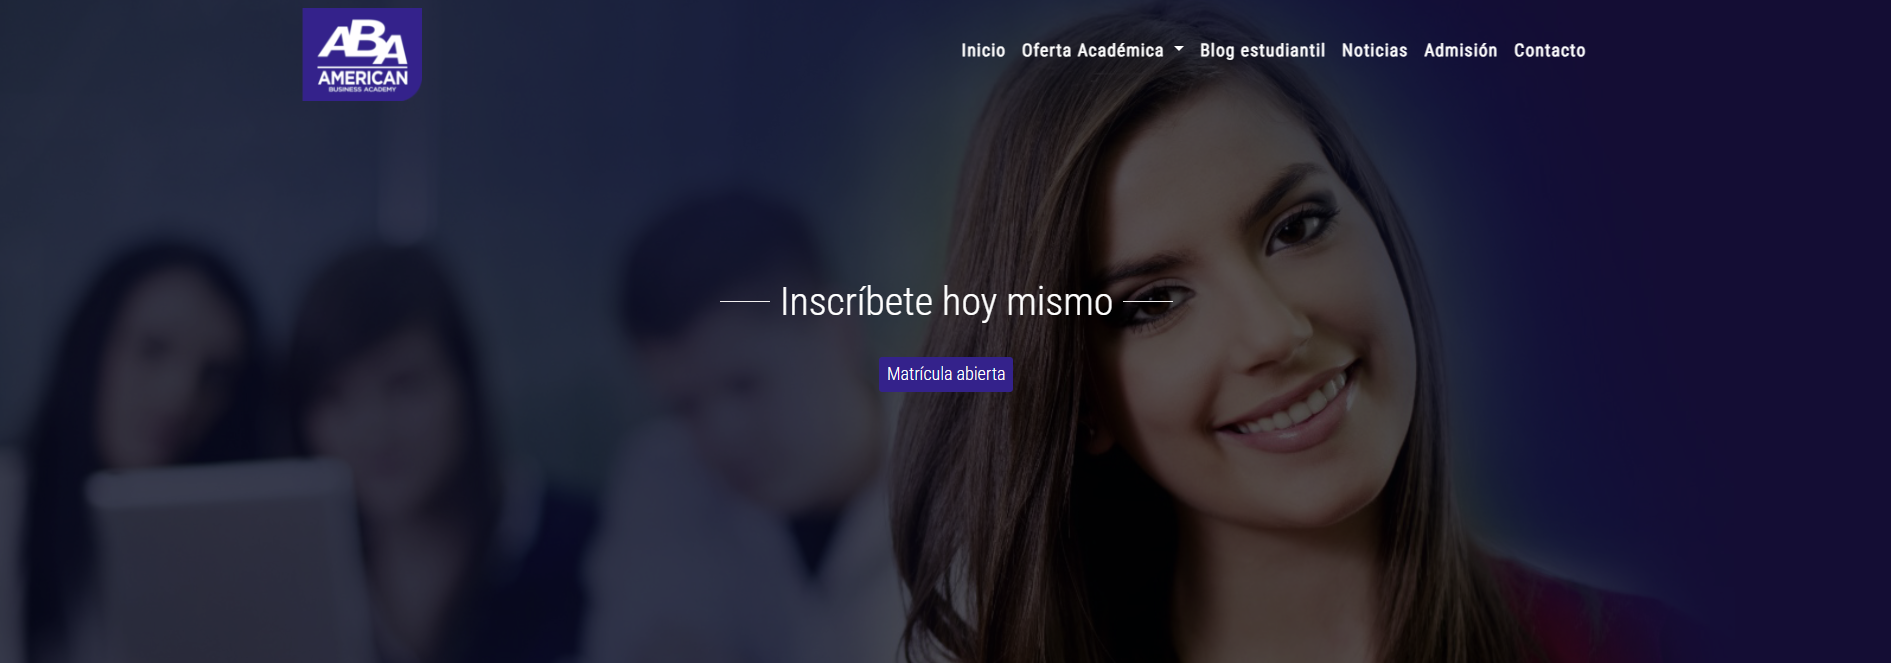 ABA
AMERICAN
BUSINESS ACADEMY
Inicio Oferta Académica Blog estudiantil Noticias Admisión Contacto
Inscríbete hoy mismo
Matrícula abierta